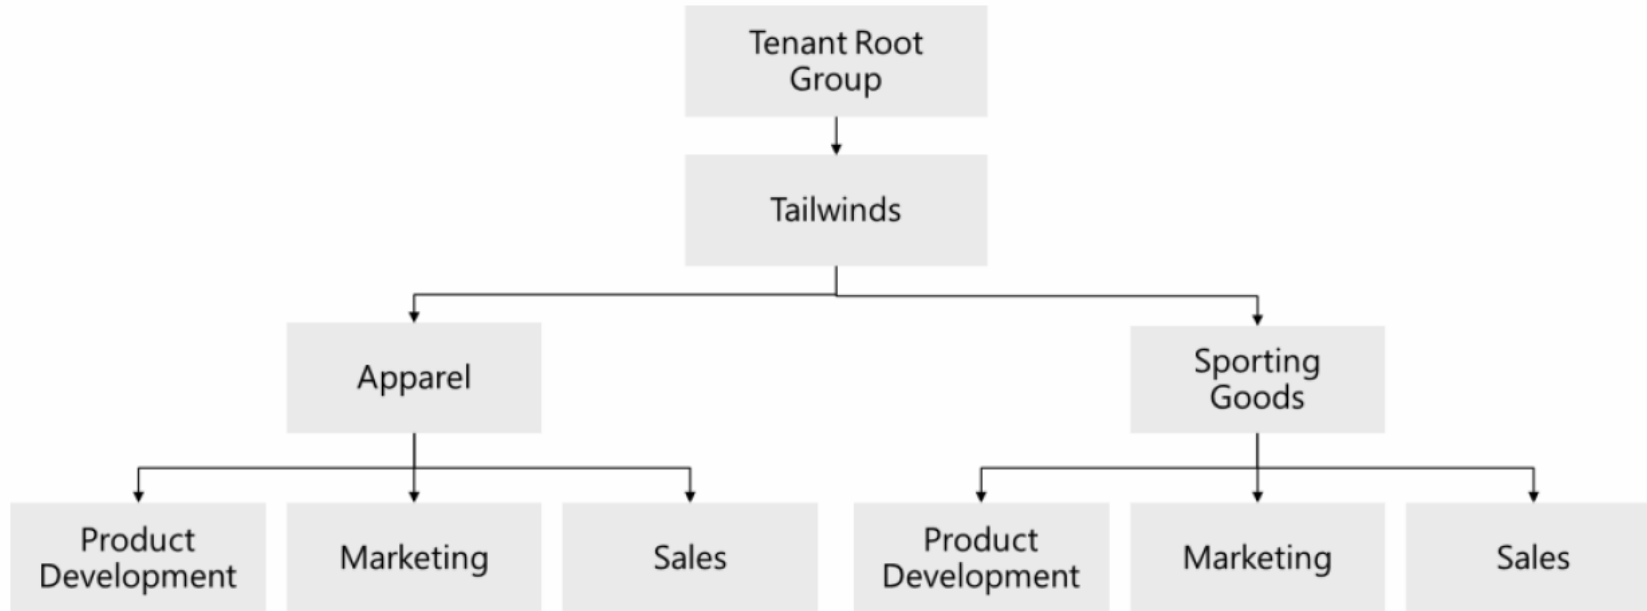 Tenant Root
Group
Tailwinds
Apparel
Sporting
Goods
Product
Development
Marketing
Sales
Product
Development
Marketing
Sales